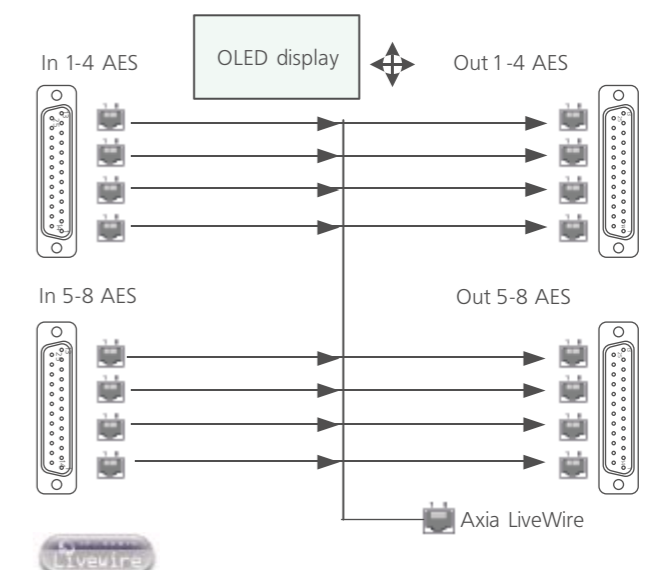 In 1-4 AES
OLED display
Out 1-4 AES
In 5-8 AES
Out 5-8 AES
Axia LiveWire
Livewire